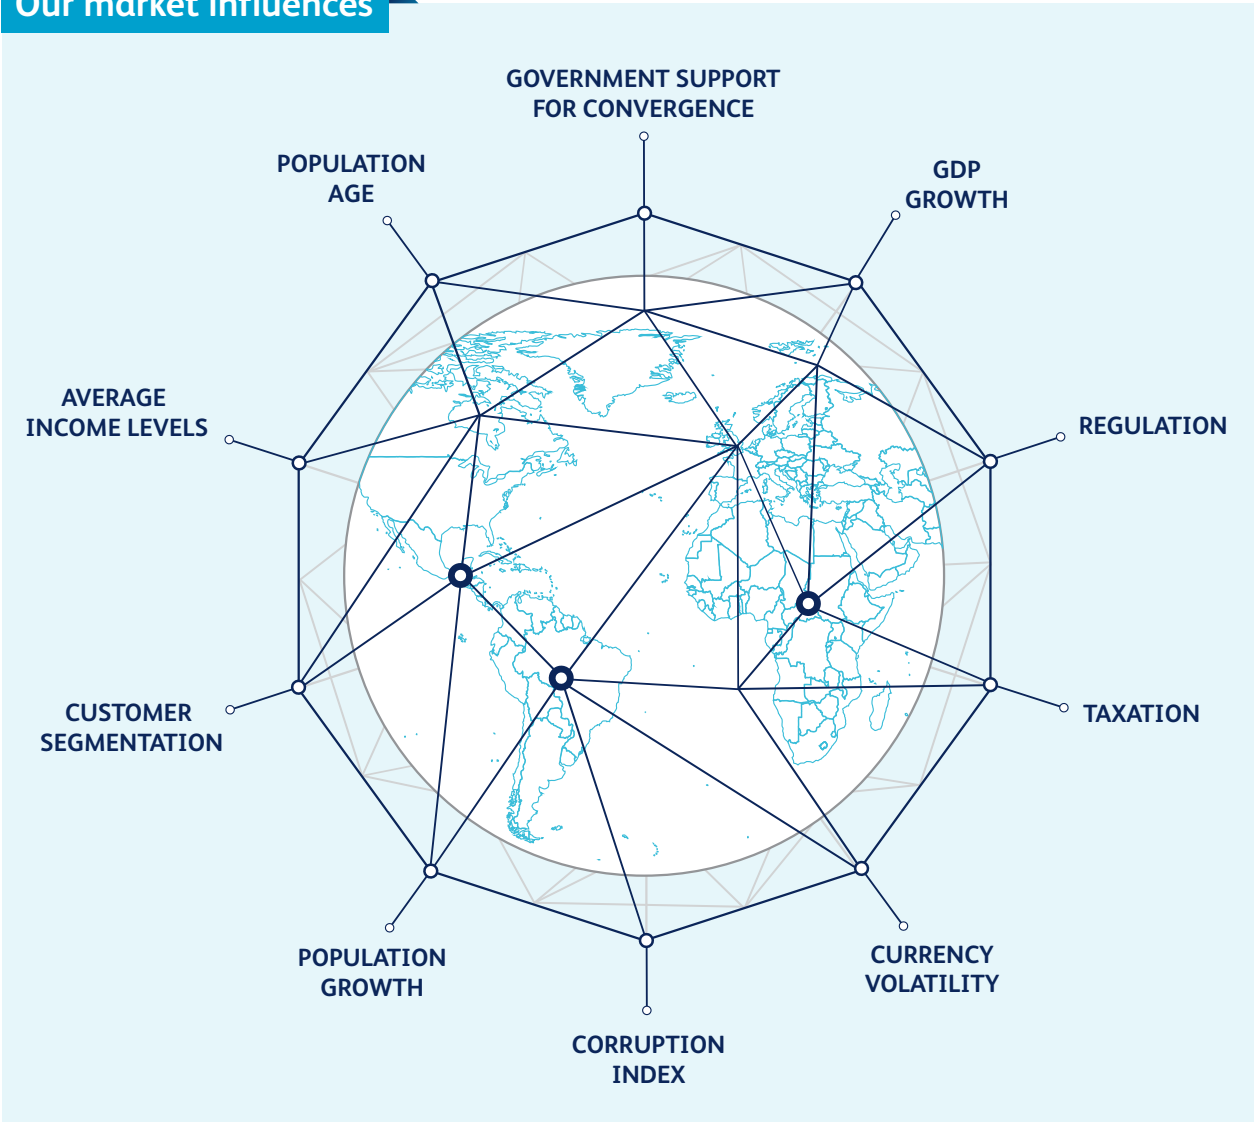 Our market influences
GOVERNMENT SUPPORT
FOR CONVERGENCE
POPULATION
AGE
GDP
GROWTH
AVERAGE
INCOME LEVELS
REGULATION
CUSTOMER
SEGMENTATION
TAXATION
POPULATION
GROWTH
CURRENCY
VOLATILITY
CORRUPTION
INDEX